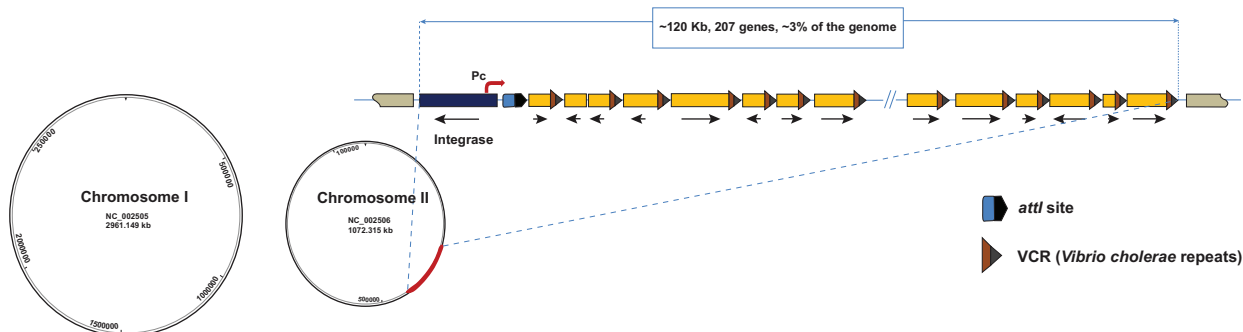 ~120 Kb, 207 genes, ~3% of the genome
Pc
Integrase
250000
500000
Chromosome I
NC_002505
2961.149 kb
2000000
1000000
1500000
100000
Chromosome II
NC_002506
1072.315 kb
500000
attI site
VCR (Vibrio cholerae repeats)